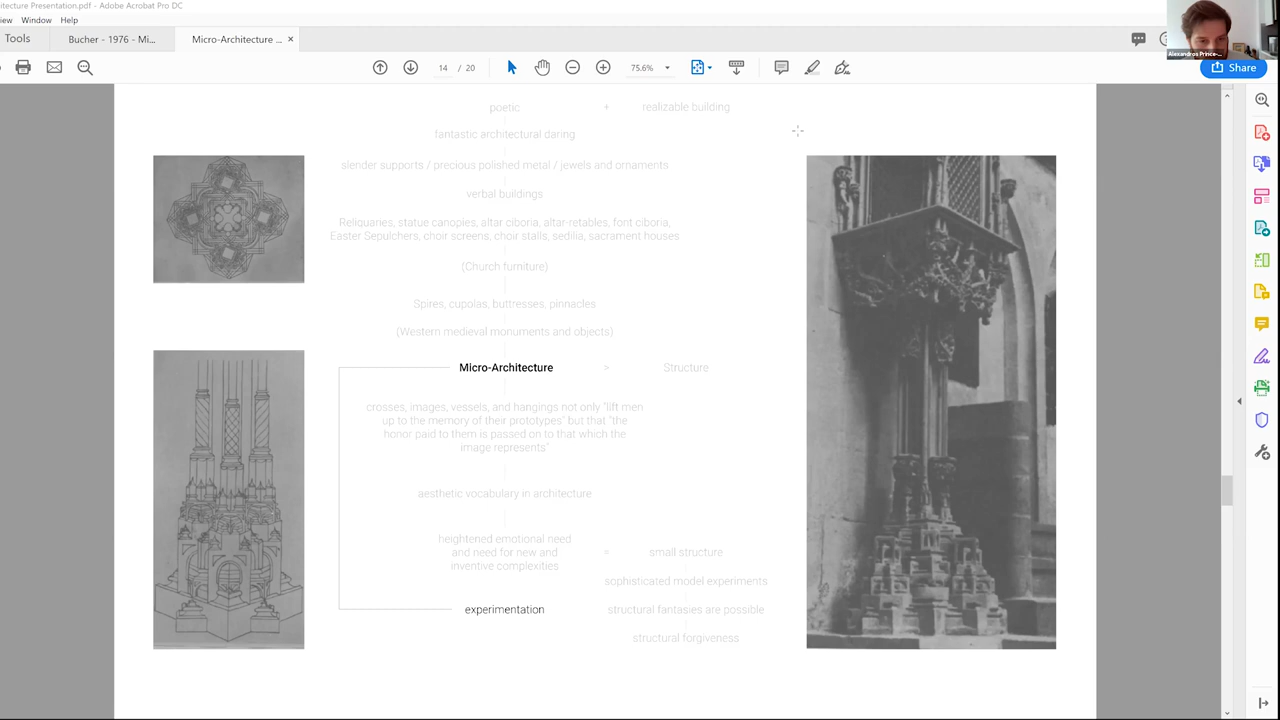 itecture Presentation.pdf - Adobe Acrobat Pro DC
iew Window Help
Tools
Bucher - 1976 - Mi...
Micro-Architecture ... ×
14 / 20
75.6%
Share
Alexandros Prince-...
poetic + realizable building
fantastic architectural daring
slender supports / precious polished metal / jewels and ornaments
verbal buildings
Reliquaries, statue canopies, altar ciboria, altar-retables, font ciboria,
Easter Sepulchers, choir screens, choir stalls, sedilia, sacrament houses
(Church furniture)
Spires, cupolas, buttresses, pinnacles
(Western medieval monuments and objects)
Micro-Architecture > Structure
crosses, images, vessels, and hangings not only "lift men
up to the memory of their prototypes" but that "the
honor paid to them is passed on to that which the
image represents"
aesthetic vocabulary in architecture
heightened emotional need
and need for new and
inventive complexities
= small structure
sophisticated model experiments
experimentation
structural fantasies are possible
structural forgiveness